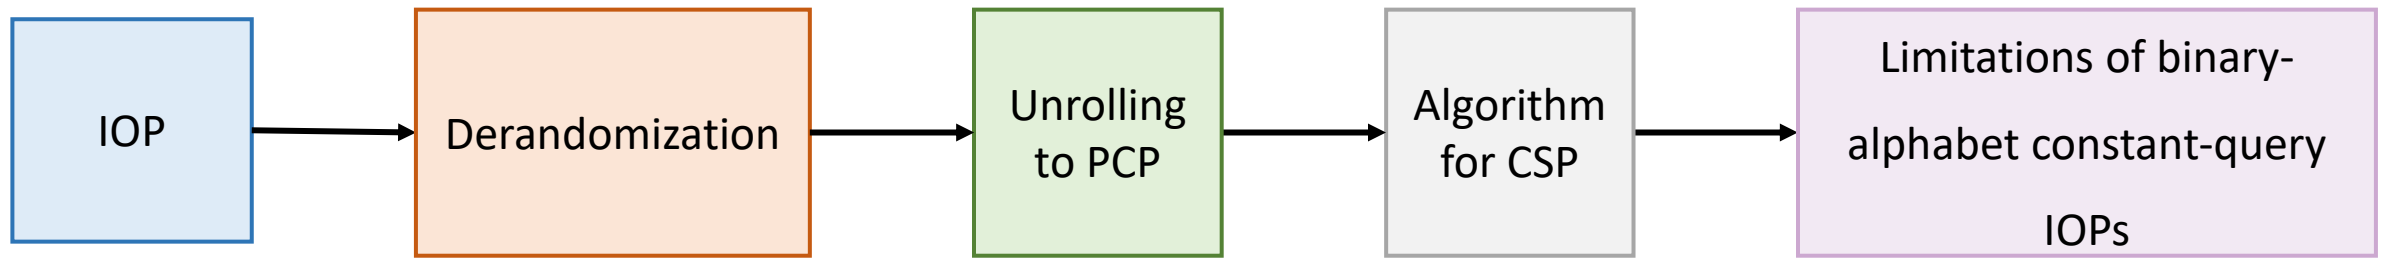 IOP
Derandomization
Unrolling
to PCP
Algorithm
for CSP
Limitations of binary-
alphabet constant-query
IOPs